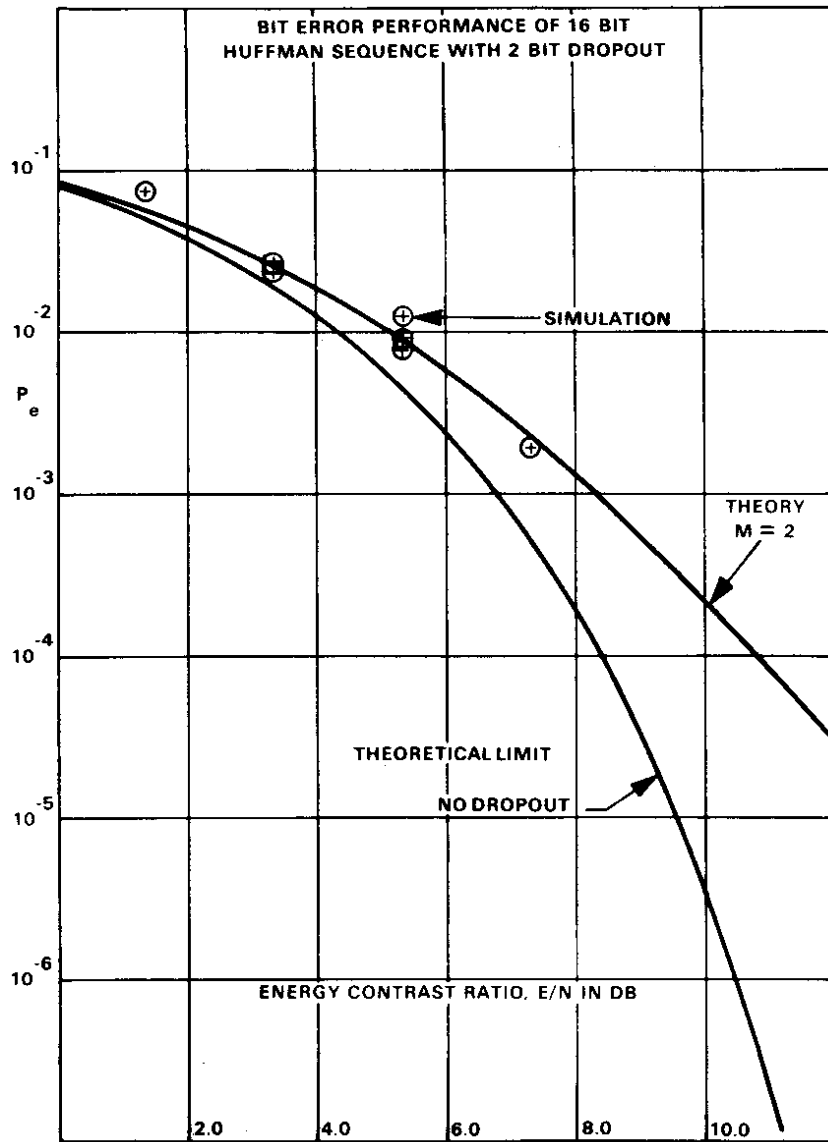 BIT ERROR PERFORMANCE OF 16 BIT
HUFFMAN SEQUENCE WITH 2 BIT DROPOUT
10-1
SIMULATION
10-2
Pe
10-3
THEORY
M = 2
10-4
THEORETICAL LIMIT
NO DROPOUT
10-5
10-6
ENERGY CONTRAST RATIO, E/N IN DB
2.0 4.0 6.0 8.0 10.0